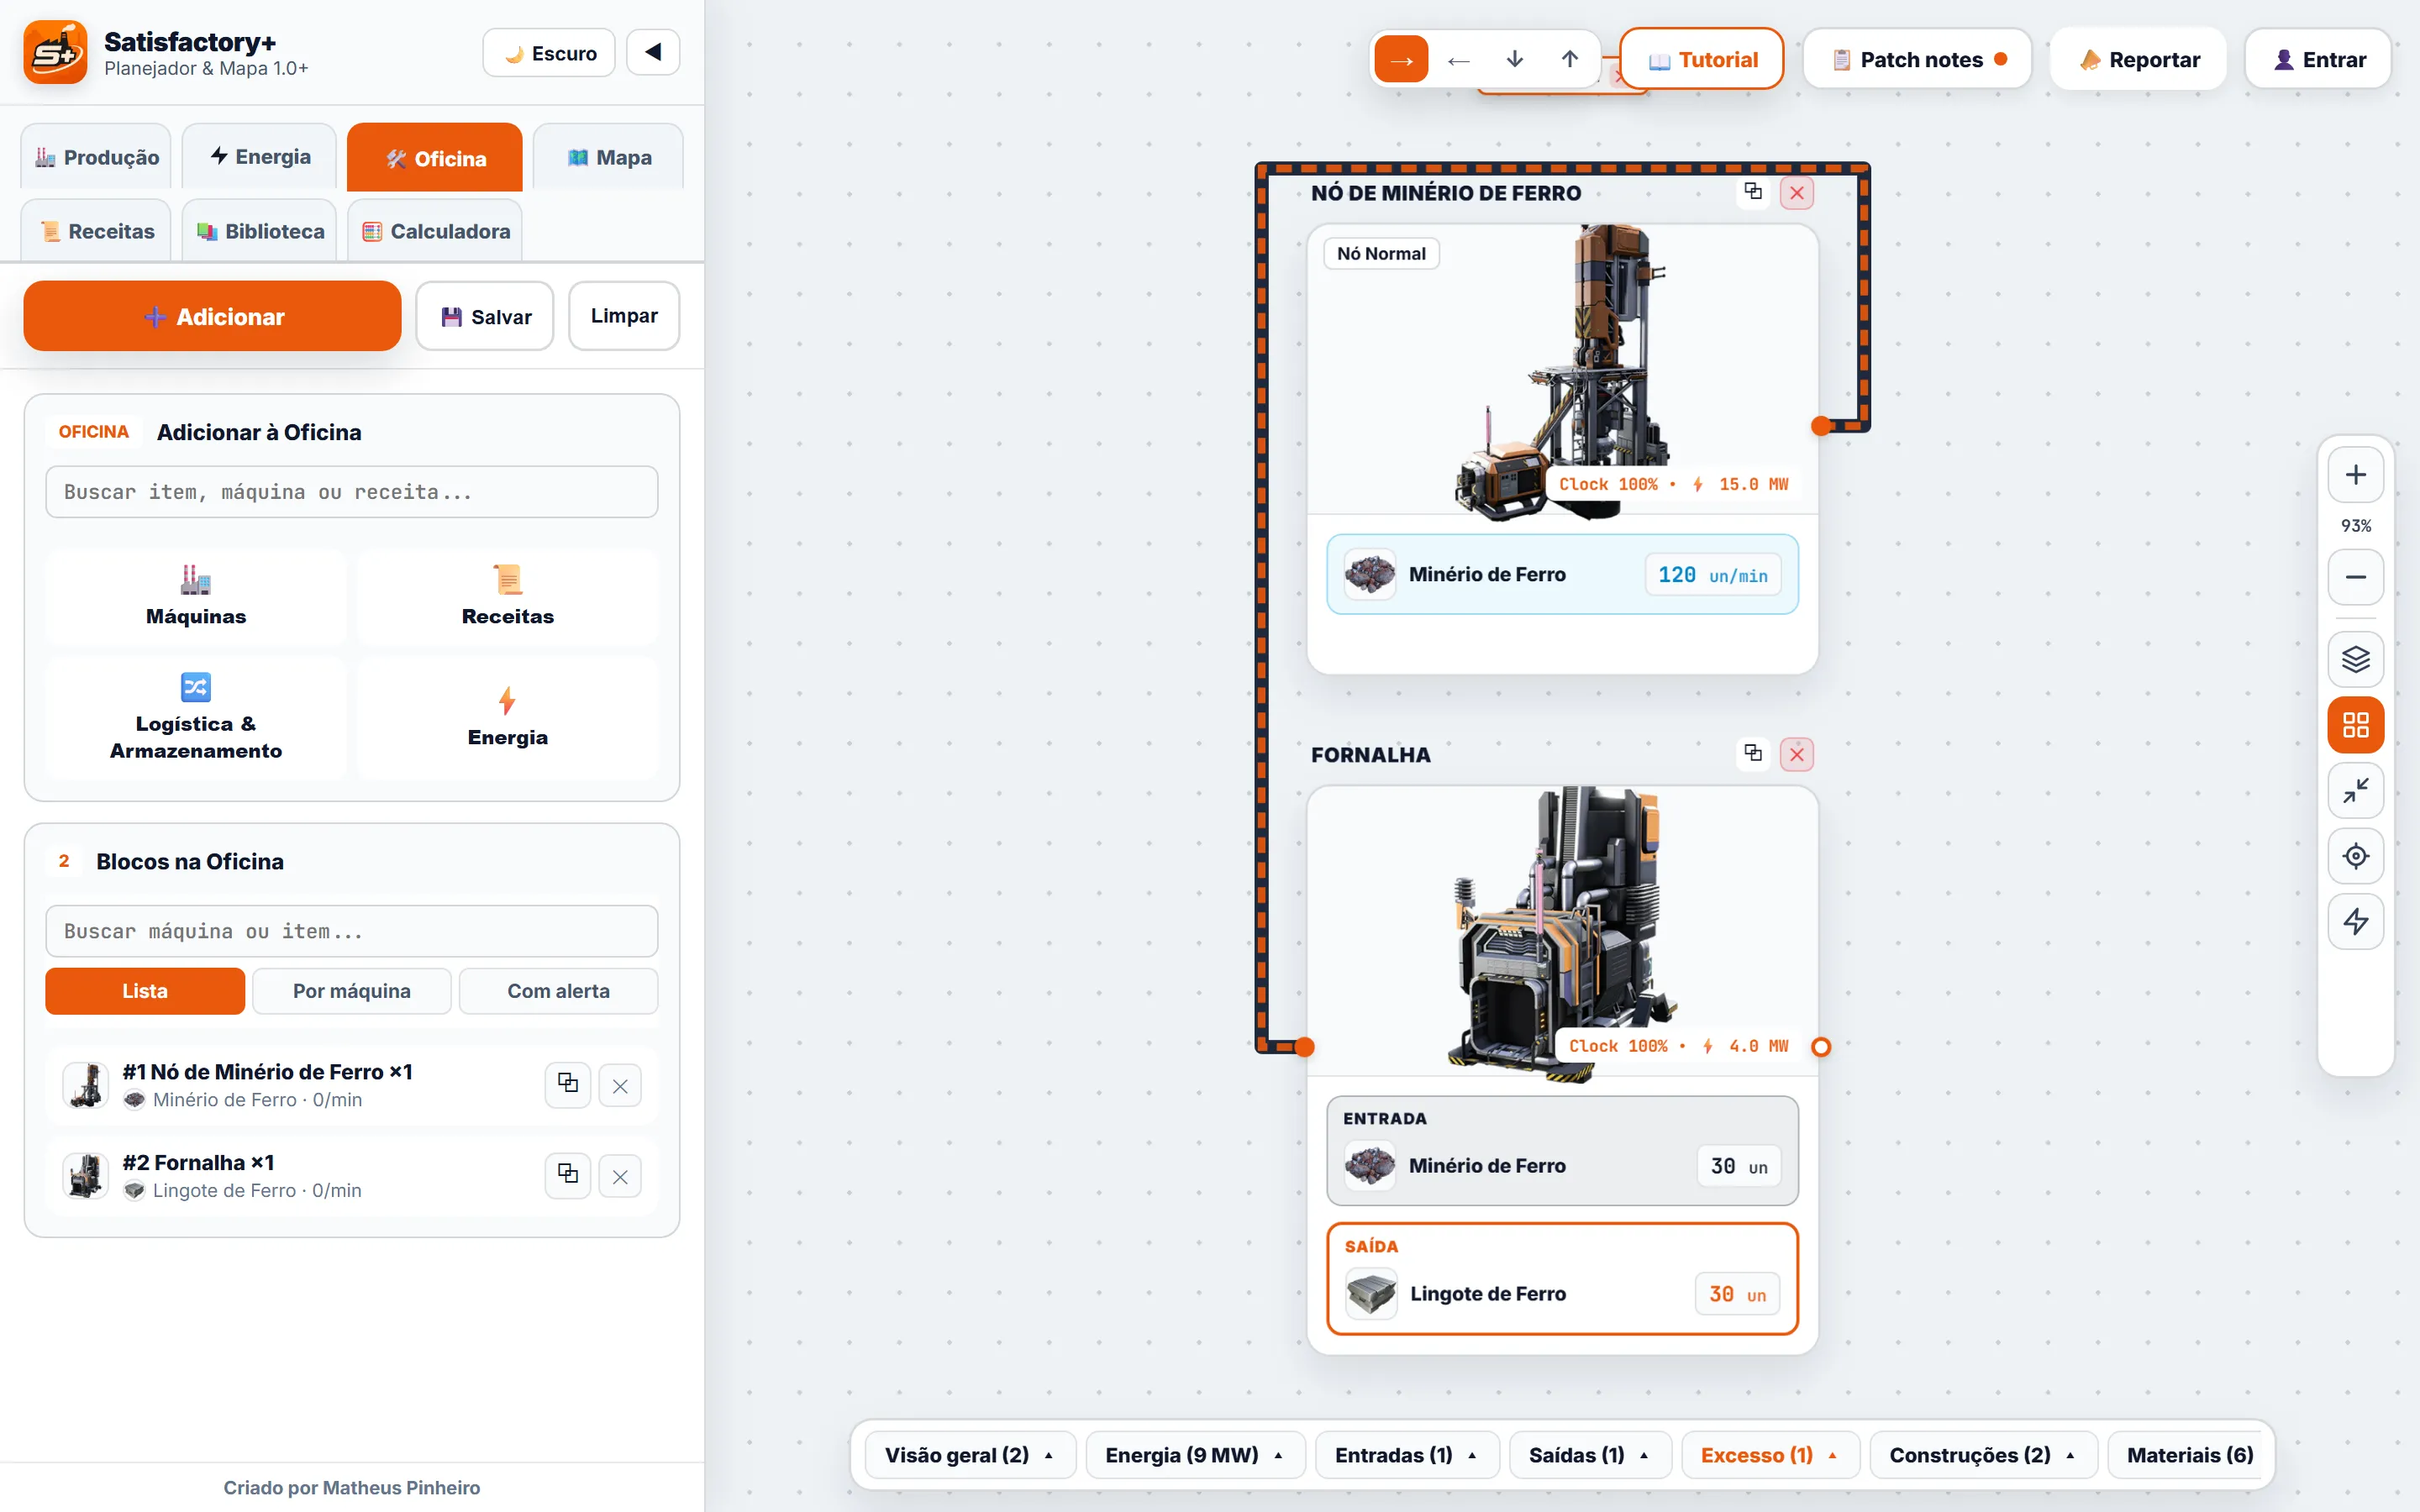 Satisfactory+
Planejador & Mapa 1.0+
Escuro
Produção
Energia
Oficina
Mapa
Receitas
Biblioteca
Calculadora
Adicionar
Salvar
Limpar
OFICINA Adicionar à Oficina
Buscar item, máquina ou receita...
Máquinas
Receitas
Logística &
Armazenamento
Energia
2 Blocos na Oficina
Buscar máquina ou item...
Lista
Por máquina
Com alerta
#1 Nó de Minério de Ferro ×1
Minério de Ferro · 0/min
#2 Fornalha ×1
Lingote de Ferro · 0/min
Criado por Matheus Pinheiro
Tutorial
Patch notes
Reportar
Entrar
NÓ DE MINÉRIO DE FERRO
Nó Normal
Clock 100% • ⚡ 15.0 MW
Minério de Ferro 120 un/min
FORNALHA
Clock 100% • ⚡ 4.0 MW
ENTRADA
Minério de Ferro 30 un
SAÍDA
Lingote de Ferro 30 un
93%
Visão geral (2)
Energia (9 MW)
Entradas (1)
Saídas (1)
Excesso (1)
Construções (2)
Materiais (6)